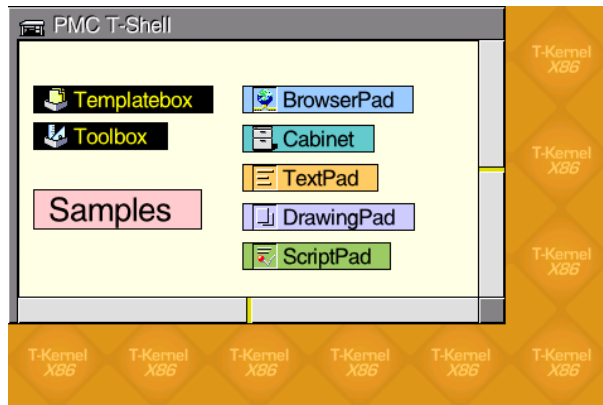 PMC T-Shell
Templatebox
Toolbox
Samples
BrowserPad
Cabinet
TextPad
DrawingPad
ScriptPad
T-Kernel
X86
T-Kernel
X86
T-Kernel
X86
T-Kernel
X86
T-Kernel
X86
T-Kernel
X86
T-Kernel
X86
T-Kernel
X86
T-Kernel
X86